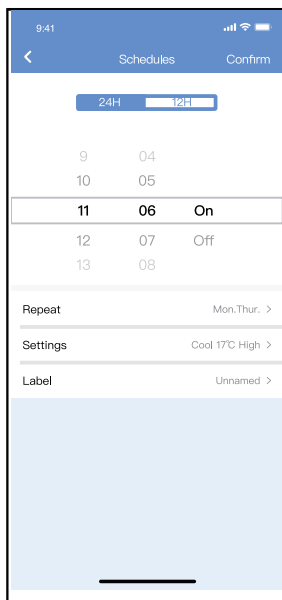 9:41
Schedules Confirm
24H 12H
9 04
10 05
11 06 On
12 07 Off
13 08
Repeat Mon.Thur. >
Settings Cool 17℃ High >
Label Unnamed >